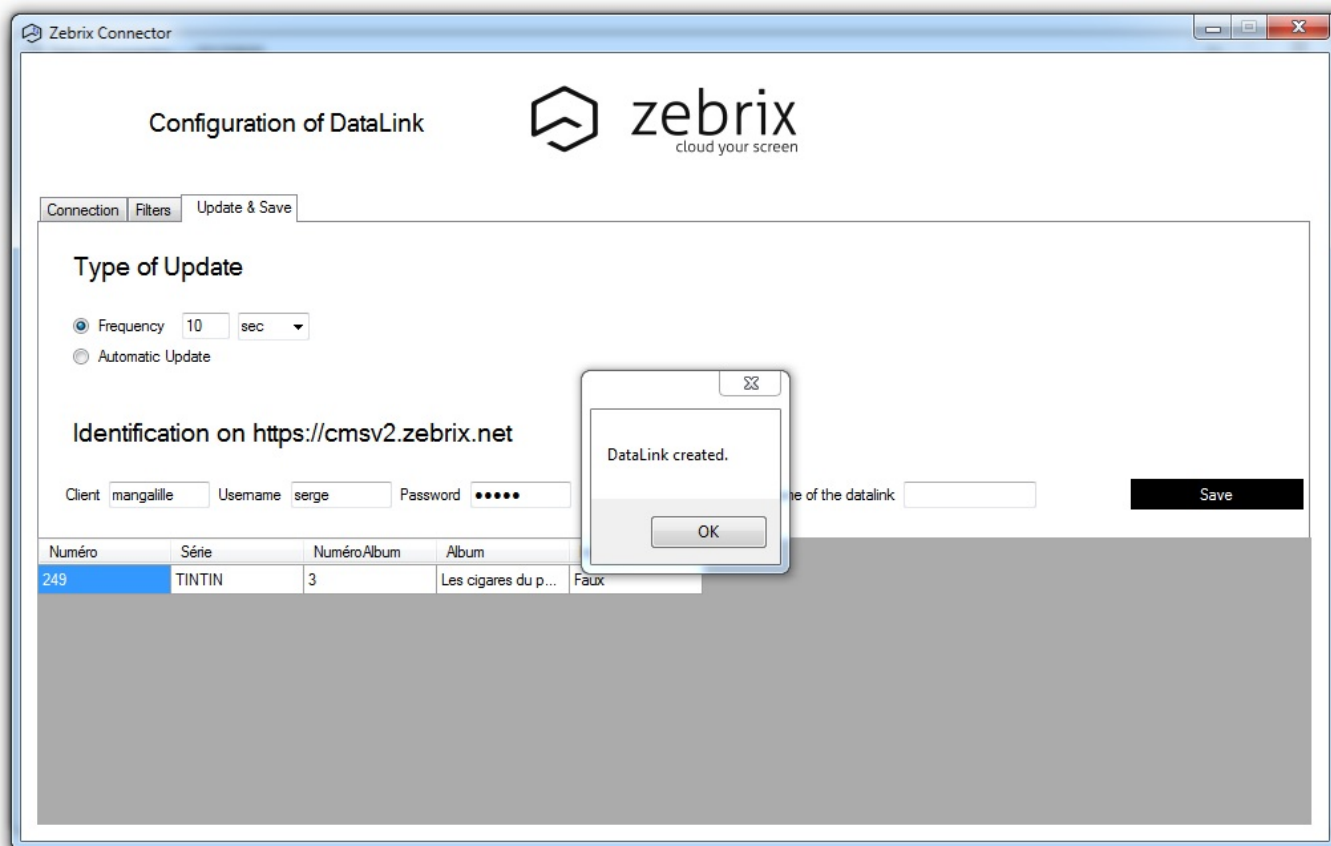 Zebrix Connector
Configuration of DataLink
zebrix
cloud your screen
Connection Filters Update & Save
Type of Update
Frequency 10 sec
Automatic Update
Identification on https://cmsv2.zebrix.net
DataLink created.
Client mangalille Username serge Password ••••• of the datalink Save
OK
Numéro Série NuméroAlbum Album
249 TINTIN 3 Les cigares du p... Faux